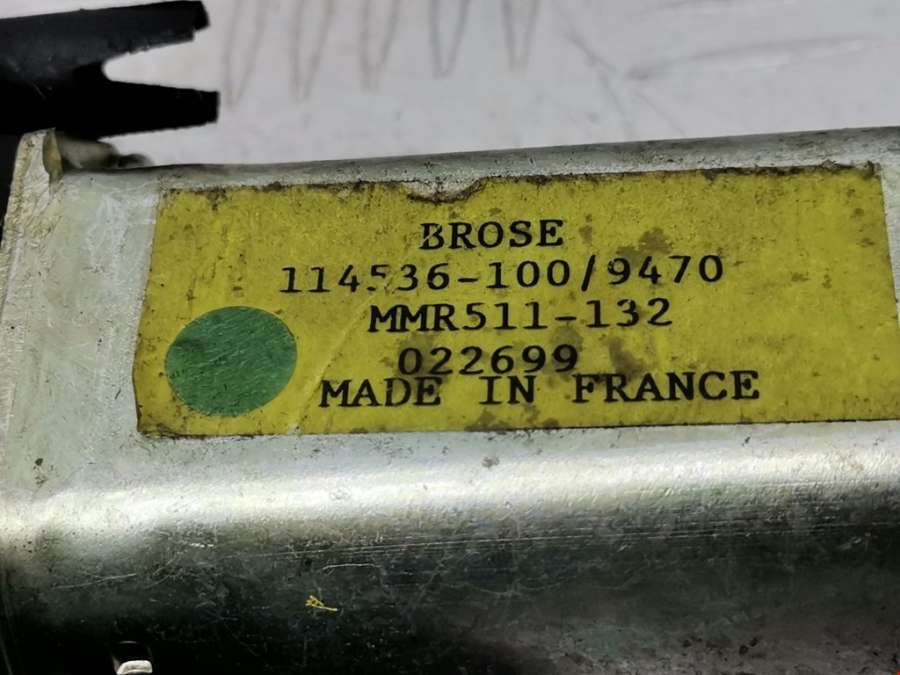 BROSE
114536-100/9470
MMR511-132
022699
MADE IN FRANCE